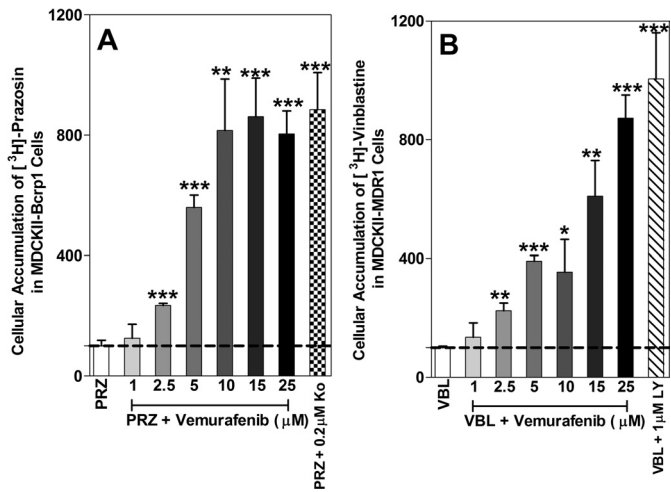 A
Cellular Accumulation of [³H]-Prazosin
in MDCKII-Bcrp1 Cells
1200
800
400
100
0
***
***
**
***
***
***
PRZ
1 2.5 5 10 15 25
PRZ + Vemurafenib ( μM)
PRZ + 0.2μM Ko
B
Cellular Accumulation of [³H]-Vinblastine
in MDCKII-MDR1 Cells
1200
800
400
100
0
**
***
*
**
***
***
VBL
1 2.5 5 10 15 25
VBL + Vemurafenib ( μM)
VBL + 1μM LY